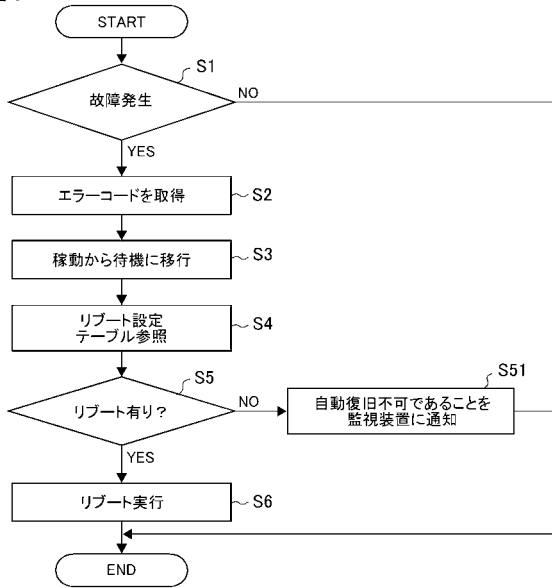 START
S1
故障発生
NO
YES
エラーコードを取得
S2
稼動から待機に移行
S3
リブート設定
テーブル参照
S4
S5
リブート有り?
NO
S51
自動復旧不可であることを
監視装置に通知
YES
リブート実行
S6
END